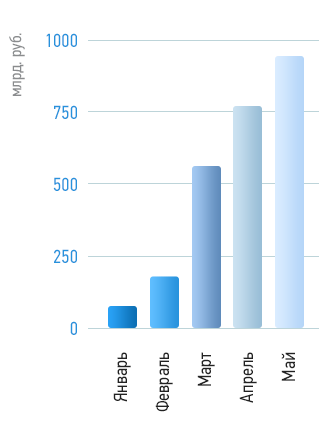 млрд. руб.
1000
750
500
250
0
Январь
Февраль
Март
Апрель
Май